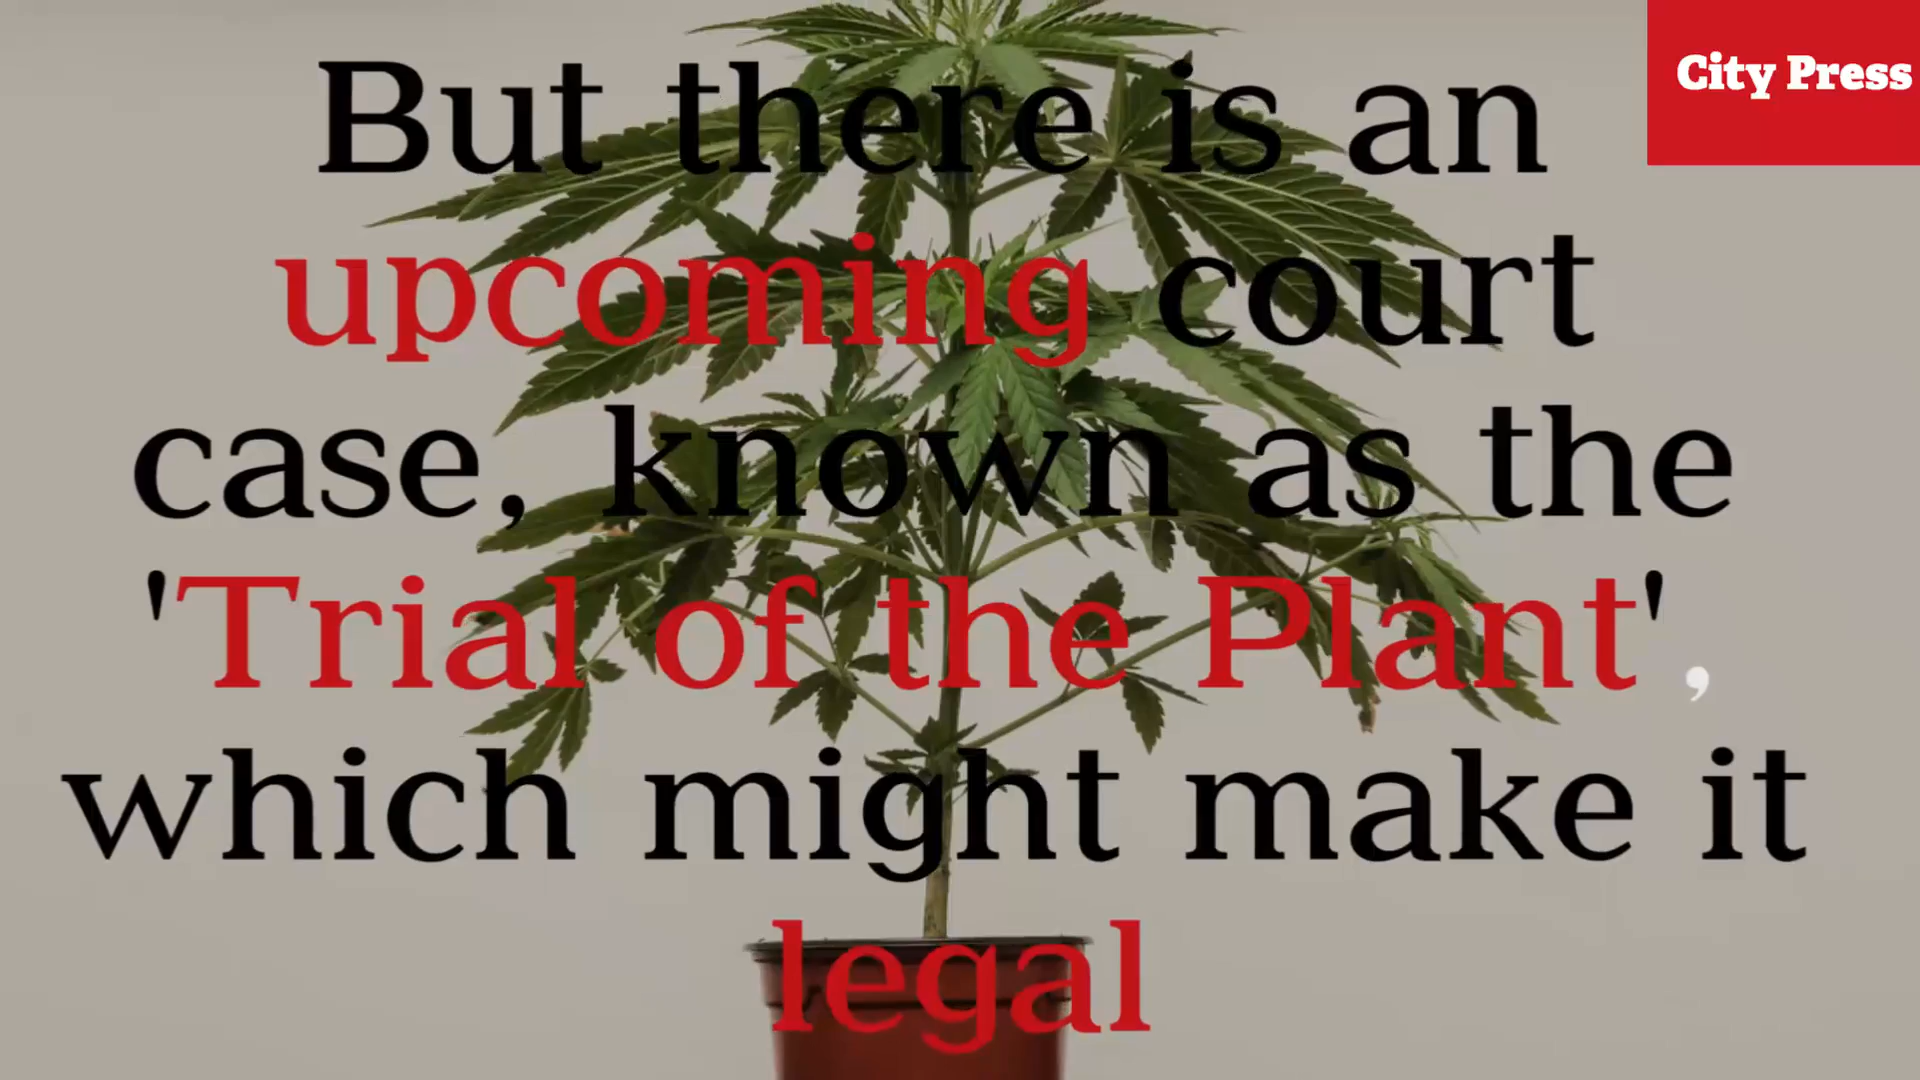 City Press
But there is an
upcoming court
case, known as the
'Trial of the Plant',
which might make it
legal